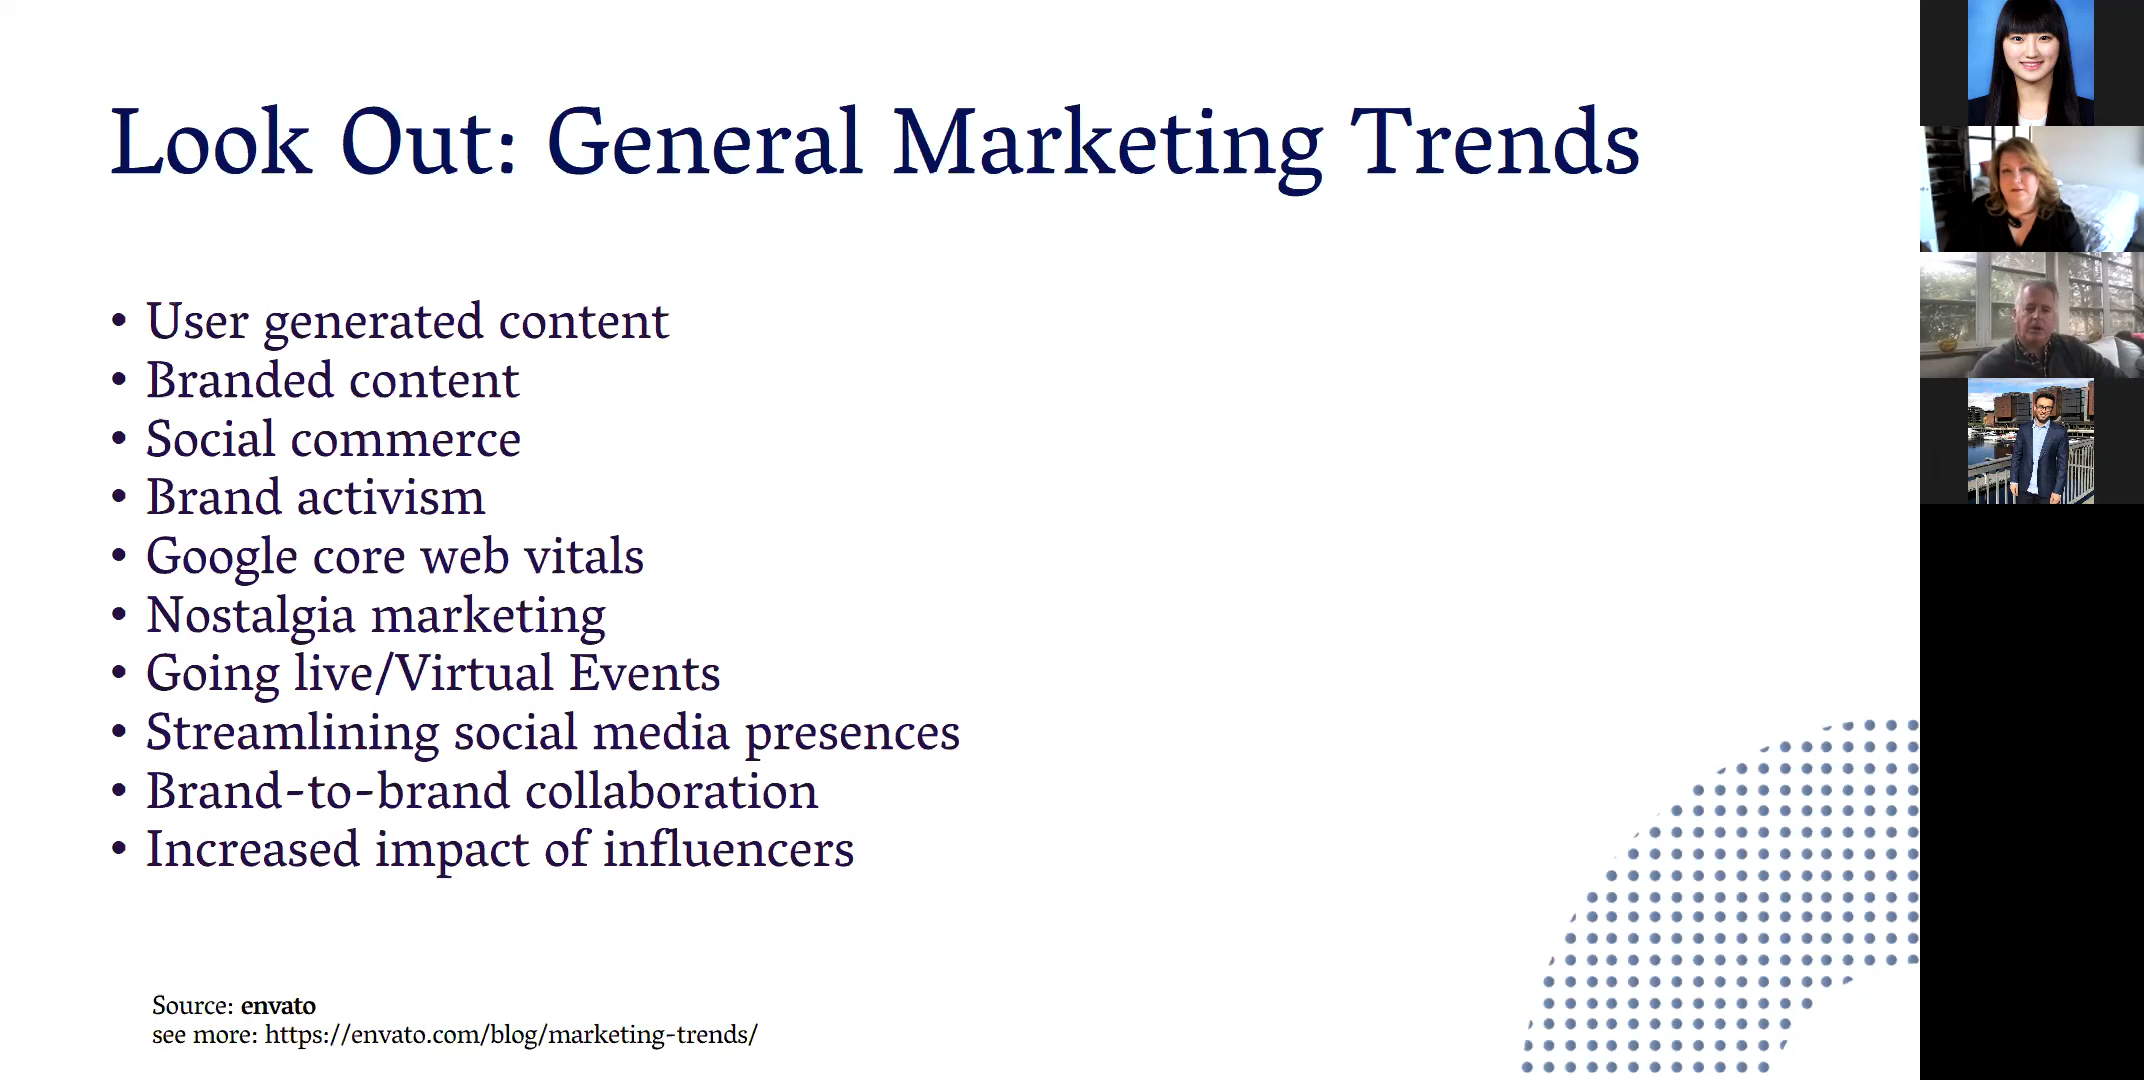 Look Out: General Marketing Trends
• User generated content
• Branded content
• Social commerce
• Brand activism
• Google core web vitals
• Nostalgia marketing
• Going live/Virtual Events
• Streamlining social media presences
• Brand-to-brand collaboration
• Increased impact of influencers
Source: envato
see more: https://envato.com/blog/marketing-trends/